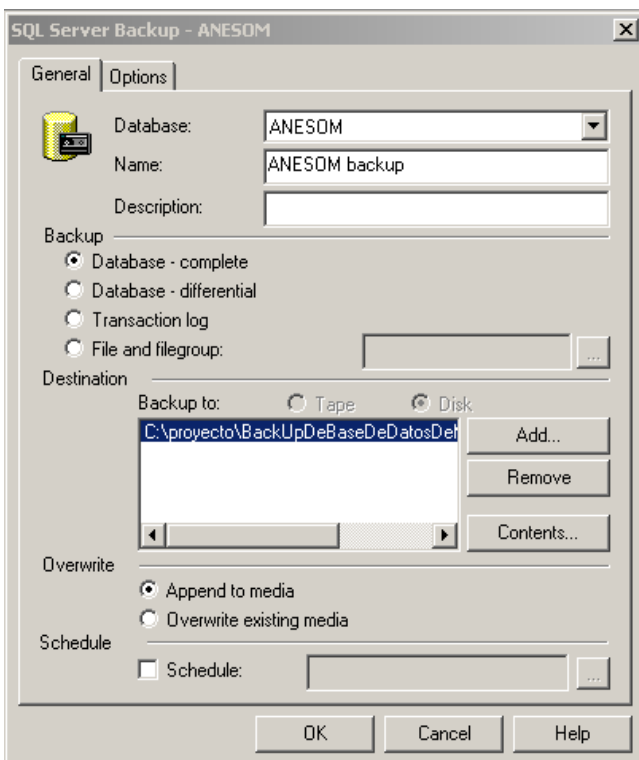 SQL Server Backup - ANESOM
General
Options
Database:
ANESOM
Name:
ANESOM backup
Description:
Backup
Database - complete
Database - differential
Transaction log
File and filegroup:
...
Destination
Backup to:
Tape
Disk
C:\proyecto\BackUpDeBaseDeDatosDe
Add...
Remove
Contents...
Overwrite
Append to media
Overwrite existing media
Schedule
Schedule:
...
OK
Cancel
Help